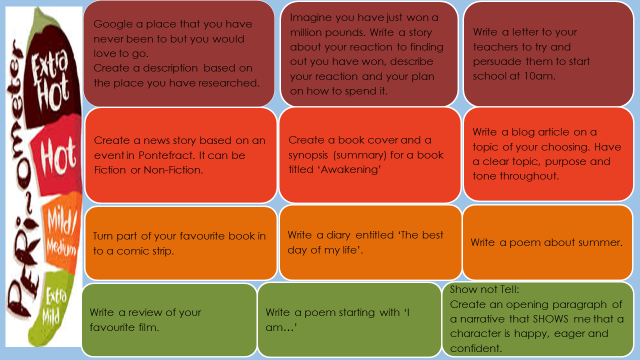 PERi~Ometer
Extra
Hot
Hot
Mild/
Medium
Extra
Mild
Google a place that you have
never been to but you would
love to go.
Create a description based on
the place you have researched.
Imagine you have just won a
million pounds. Write a story
about your reaction to finding
out you have won, describe
your reaction and your plan
on how to spend it.
Write a letter to your
teachers to try and
persuade them to start
school at 10am.
Create a news story based on an
event in Pontefract. It can be
Fiction or Non-Fiction.
Create a book cover and a
synopsis (summary) for a book
titled ‘Awakening’
Write a blog article on a
topic of your choosing. Have
a clear topic, purpose and
tone throughout.
Turn part of your favourite book in
to a comic strip.
Write a diary entitled ‘The best
day of my life’.
Write a poem about summer.
Write a review of your
favourite film.
Write a poem starting with ‘I
am…’
Show not Tell:
Create an opening paragraph of
a narrative that SHOWS me that a
character is happy, eager and
confident.